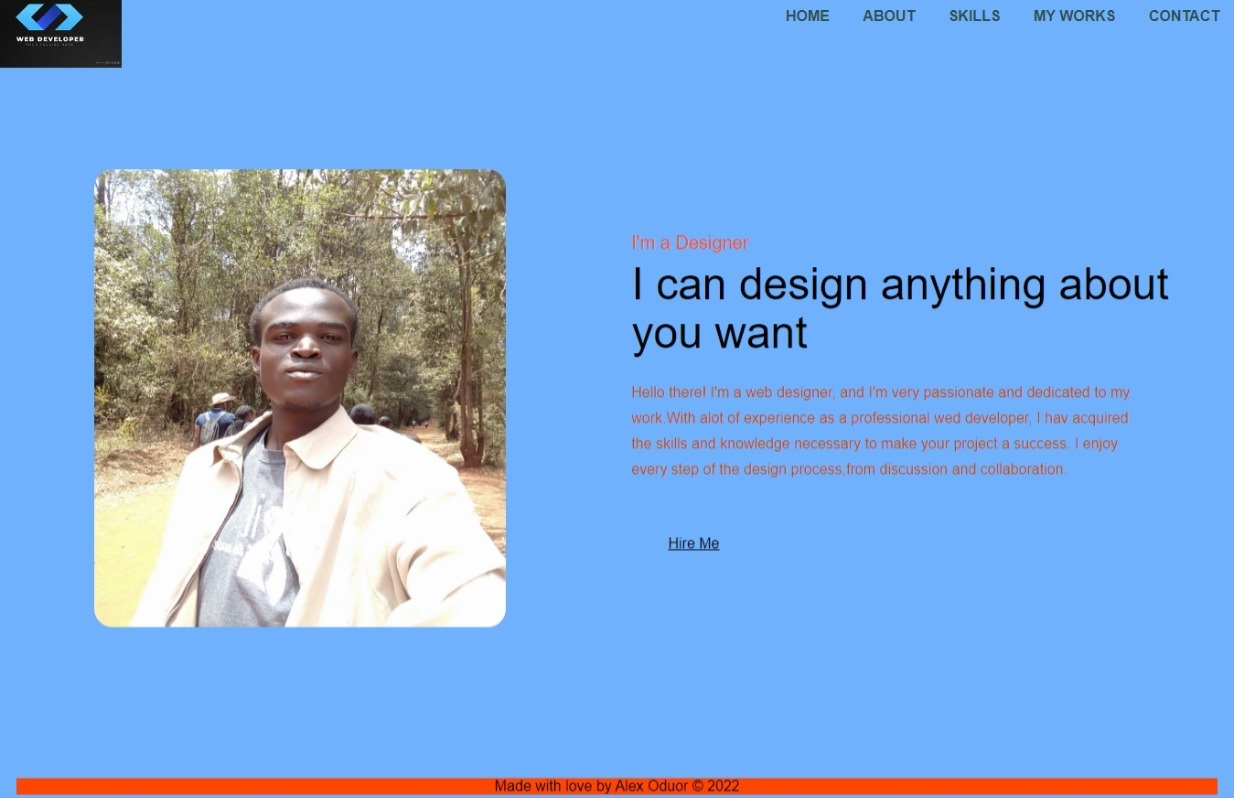 WEB DEVELOPER
HOME ABOUT SKILLS MY WORKS CONTACT
I'm a Designer
I can design anything about
you want
Hello there! I'm a web designer, and I'm very passionate and dedicated to my
work With alot of experience as a professional wed developer, I hav acquired
the skills and knowledge necessary to make your project a success. I enjoy
every step of the design process,from discussion and collaboration.
Hire Me
Made with love by Alex Oduor © 2022